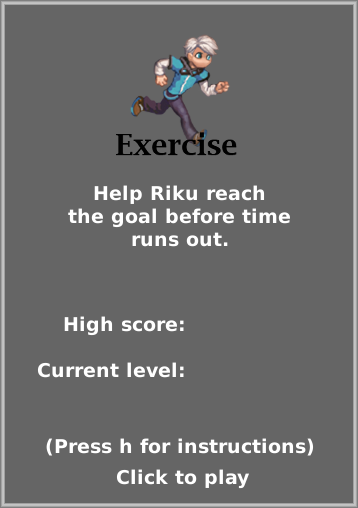 Exercise
Help Riku reach
the goal before time
runs out.
High score:
Current level:
(Press h for instructions)
Click to play